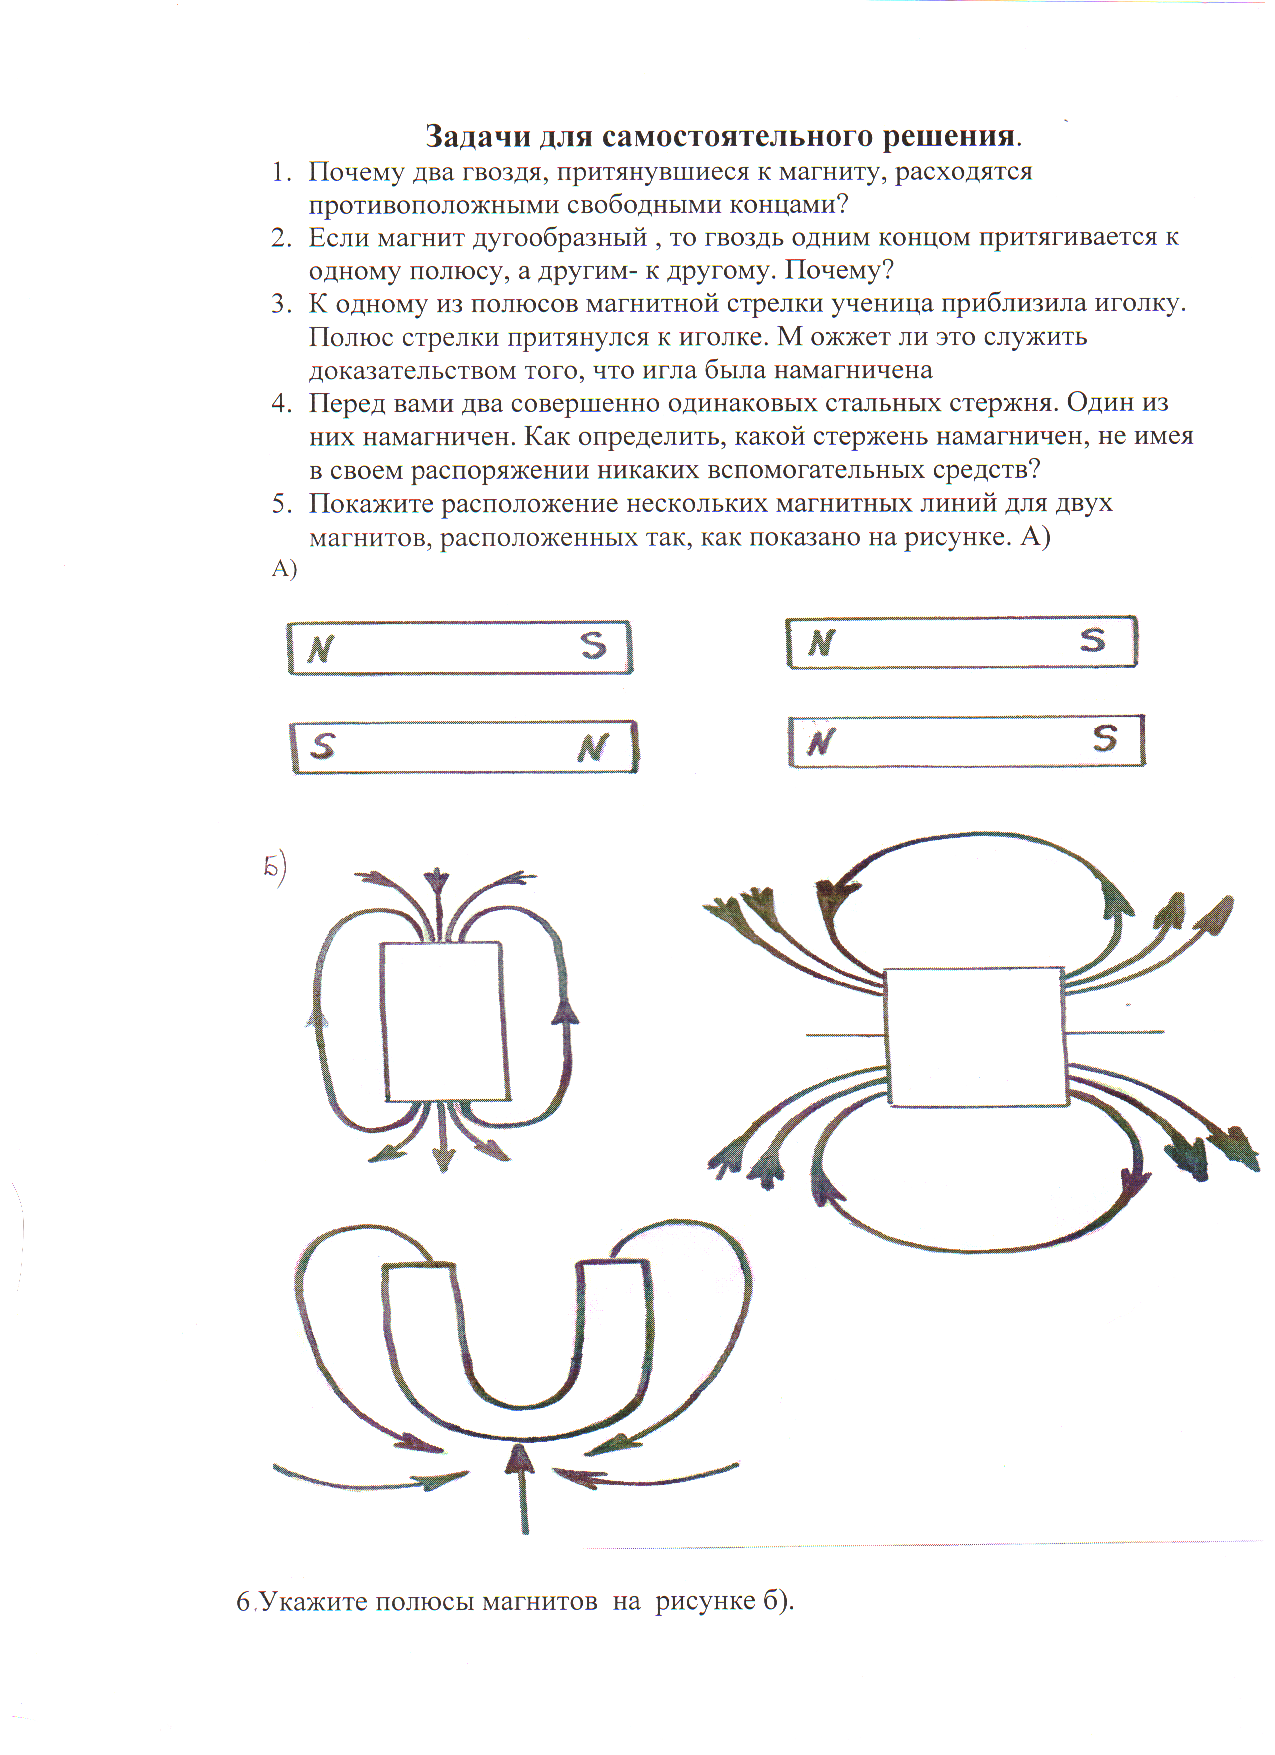 Задачи для самостоятельного решения.
1. Почему два гвоздя, притянувшиеся к магниту, расходятся
противоположными свободными концами?
2. Если магнит дугообразный , то гвоздь одним концом притягивается к
одному полюсу, а другим- к другому. Почему?
3. К одному из полюсов магнитной стрелки ученица приблизила иголку.
Полюс стрелки притянулся к иголке. М ожжет ли это служить
доказательством того, что игла была намагничена
4. Перед вами два совершенно одинаковых стальных стержня. Один из
них намагничен. Как определить, какой стержень намагничен, не имея
в своем распоряжении никаких вспомогательных средств?
5. Покажите расположение нескольких магнитных линий для двух
магнитов, расположенных так, как показано на рисунке. А)
А)
N S N S
S N N S
Б)
6.Укажите полюсы магнитов на рисунке б).